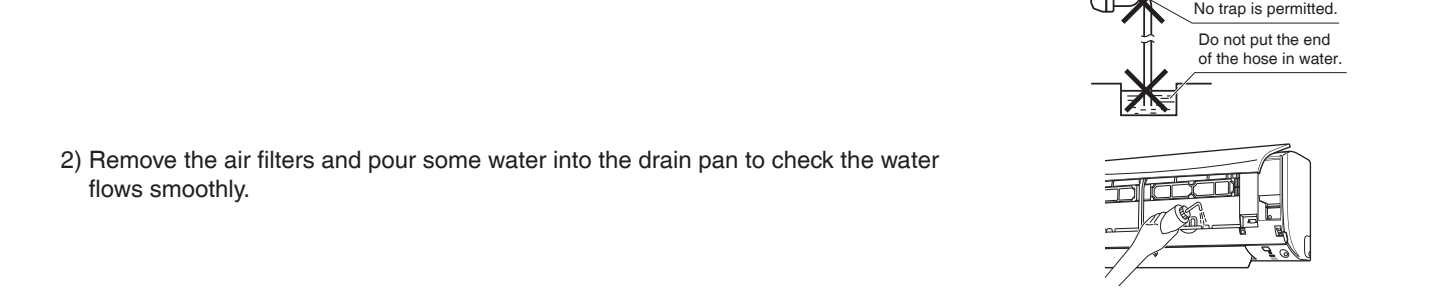 No trap is permitted.
Do not put the end
of the hose in water.
2) Remove the air filters and pour some water into the drain pan to check the water
flows smoothly.